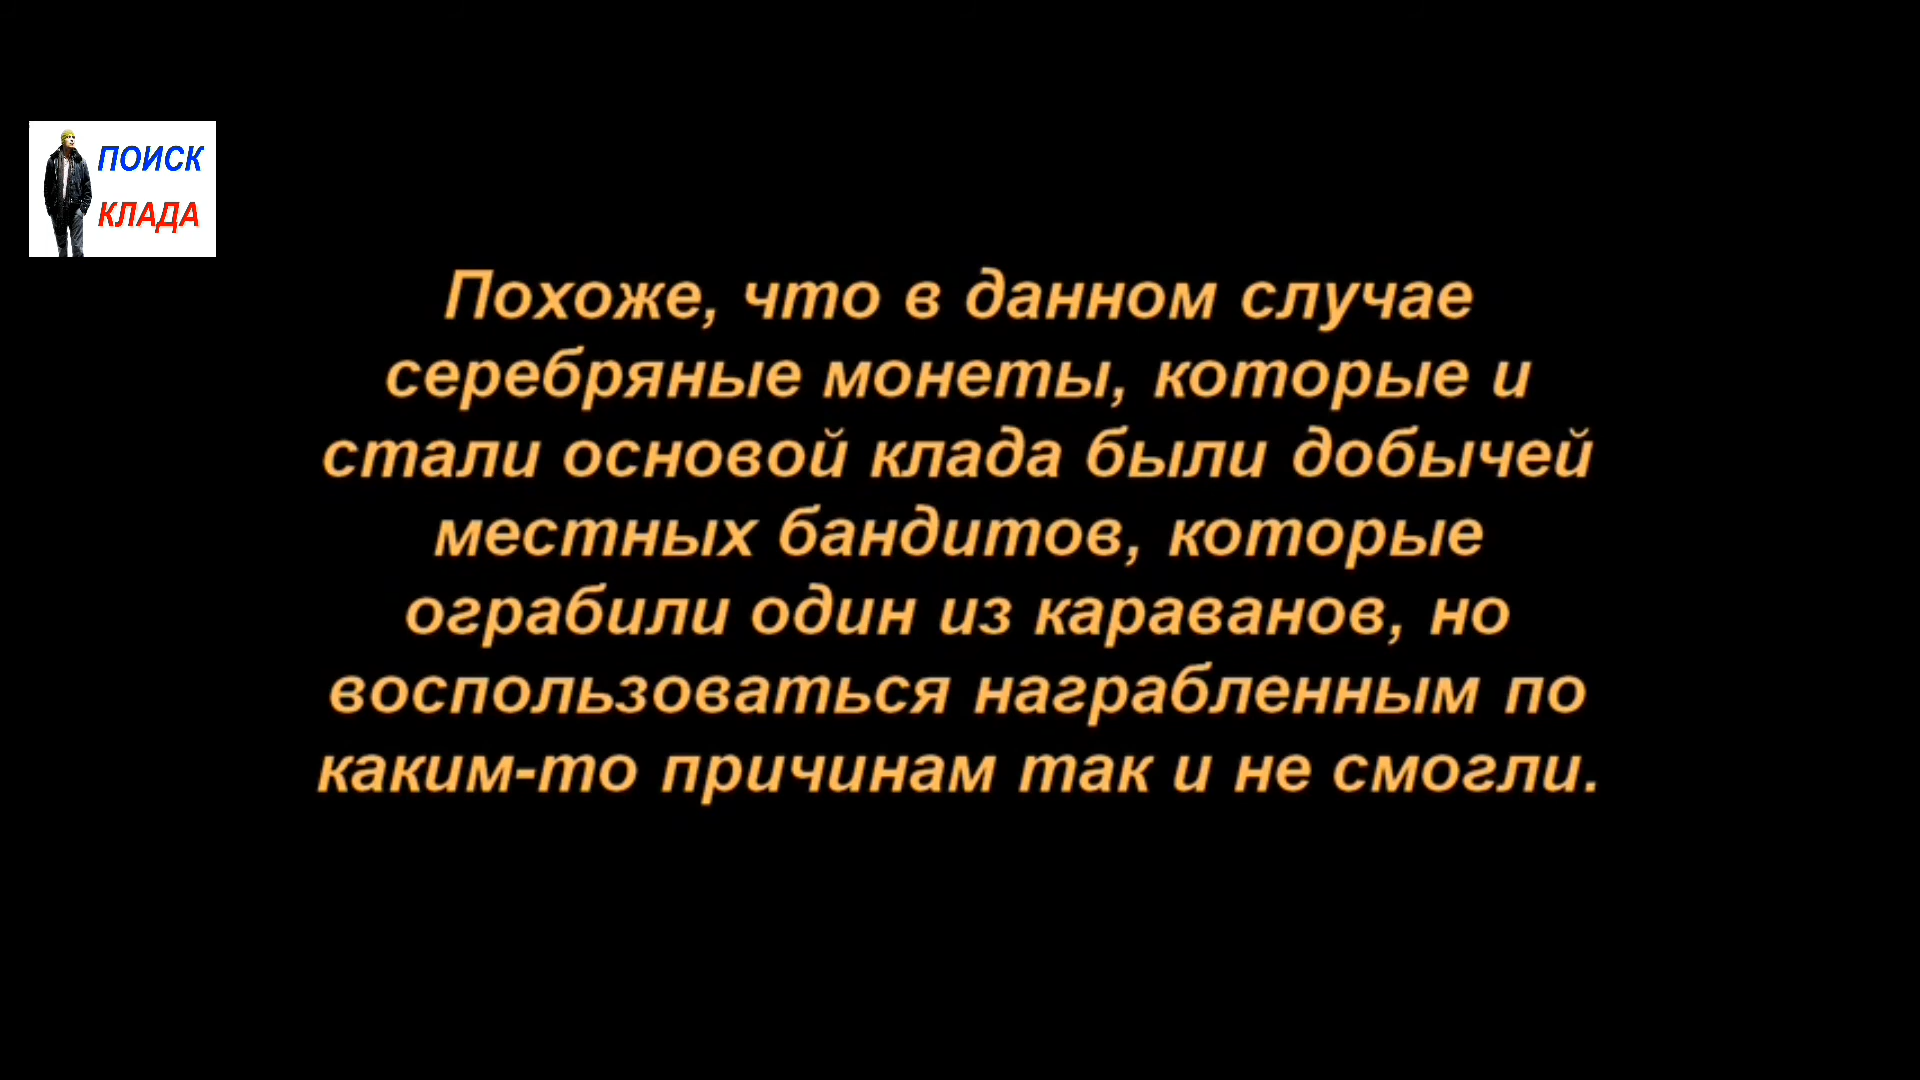 ПОИСК
КЛАДА
Похоже, что в данном случае
серебряные монеты, которые и
стали основой клада были добычей
местных бандитов, которые
ограбили один из караванов, но
воспользоваться награбленным по
каким-то причинам так и не смогли.